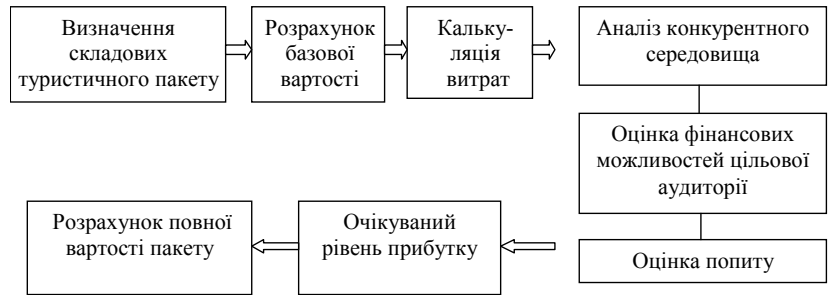 Визначення
складових
туристичного пакету
Розрахунок
базової
вартості
Кальку-
ляція
витрат
Аналіз конкурентного
середовища
Оцінка фінансових
можливостей цільової
аудиторії
Оцінка попиту
Очікуваний
рівень прибутку
Розрахунок повної
вартості пакету